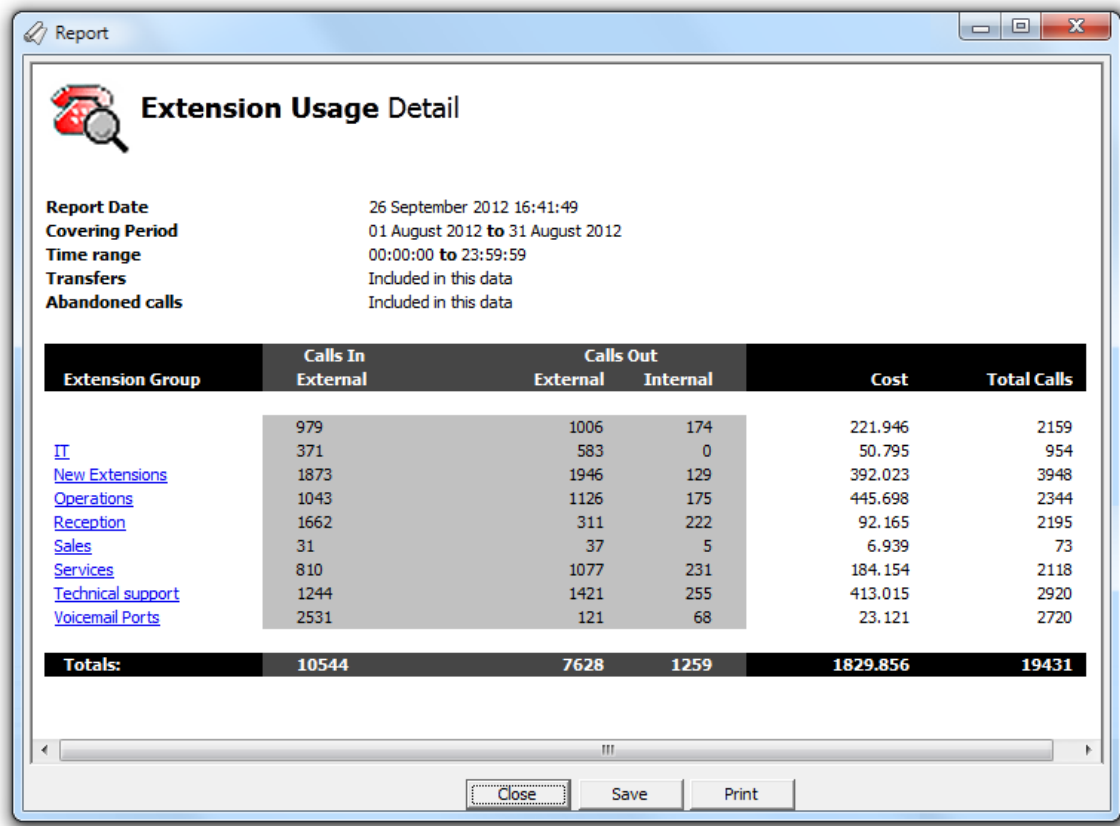 Report
Extension Usage Detail
Report Date 26 September 2012 16:41:49
Covering Period 01 August 2012 to 31 August 2012
Time range 00:00:00 to 23:59:59
Transfers Included in this data
Abandoned calls Included in this data
Calls In Calls Out
Extension Group External External Internal Cost Total Calls
979 1006 174 221.946 2159
IT 371 583 0 50.795 954
New Extensions 1873 1946 129 392.023 3948
Operations 1043 1126 175 445.698 2344
Reception 1662 311 222 92.165 2195
Sales 31 37 5 6.939 73
Services 810 1077 231 184.154 2118
Technical support 1244 1421 255 413.015 2920
Voicemail Ports 2531 121 68 23.121 2720
Totals: 10544 7628 1259 1829.856 19431
Close Save Print